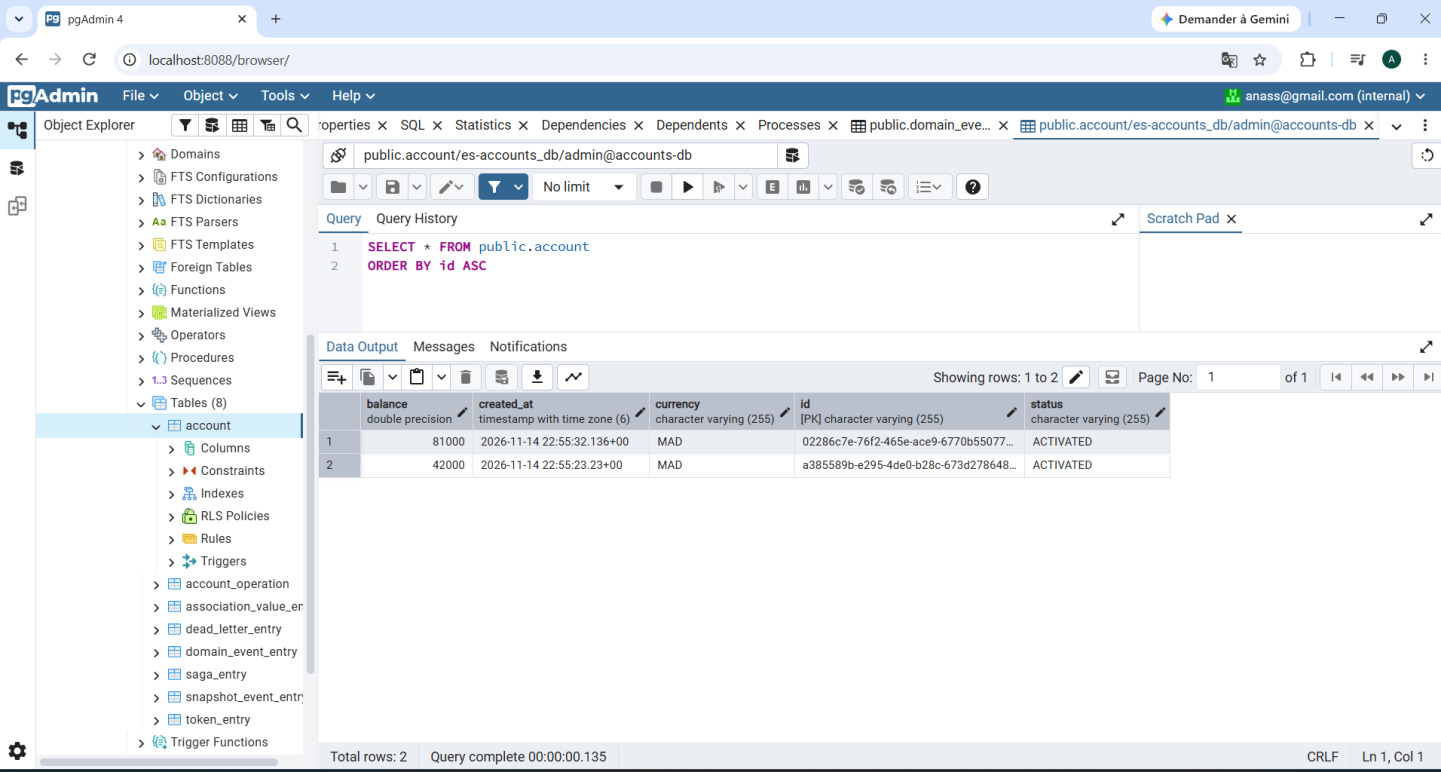 pgAdmin 4
Demander à Gemini
localhost:8088/browser/
A
pgAdmin File Object Tools Help anass@gmail.com (internal)
Object Explorer
roperties SQL Statistics Dependencies Dependents Processes public.domain_eve... public.account/es-accounts_db/admin@accounts-db
public.account/es-accounts_db/admin@accounts-db
No limit
E
Query Query History
Scratch Pad
1 SELECT * FROM public.account
2 ORDER BY id ASC
Data Output Messages Notifications
Showing rows: 1 to 2 Page No: 1 of 1
balance created_at currency id status
double precision timestamp with time zone (6) character varying (255) [PK] character varying (255) character varying (255)
1 81000 2026-11-14 22:55:32.136+00 MAD 02286c7e-76f2-465e-ace9-6770b55077... ACTIVATED
2 42000 2026-11-14 22:55:23.23+00 MAD a385589b-e295-4de0-b28c-673d278648... ACTIVATED
Domains
FTS Configurations
FTS Dictionaries
Aa FTS Parsers
FTS Templates
Foreign Tables
Functions
Materialized Views
Operators
Procedures
1..3 Sequences
Tables (8)
account
Columns
Constraints
Indexes
RLS Policies
Rules
Triggers
account_operation
association_value_en
dead_letter_entry
domain_event_entry
saga_entry
snapshot_event_entry
token_entry
Trigger Functions
Total rows: 2 Query complete 00:00:00.135 CRLF Ln 1, Col 1